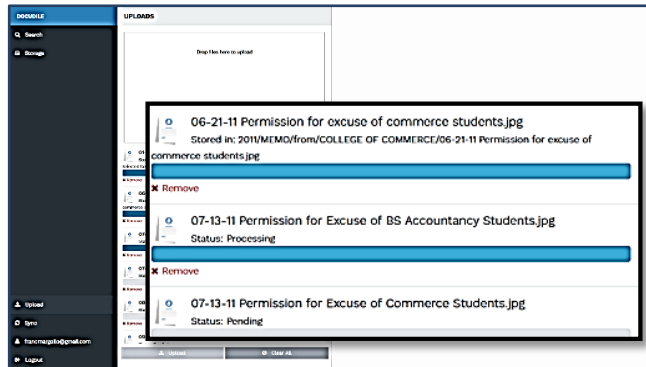 DOCUDILE
Search
Storage
Upload
Sync
Logout
UPLOADS
Drop files here to upload
06-21-11 Permission for excuse of commerce students.jpg
Stored in: 2011/MEMO/from/COLLEGE OF COMMERCE/06-21-11 Permission for excuse of
commerce students.jpg
✖ Remove
07-13-11 Permission for Excuse of BS Accountancy Students.jpg
Status: Processing
✖ Remove
07-13-11 Permission for Excuse of Commerce Students.jpg
Status: Pending
Upload
Clear All